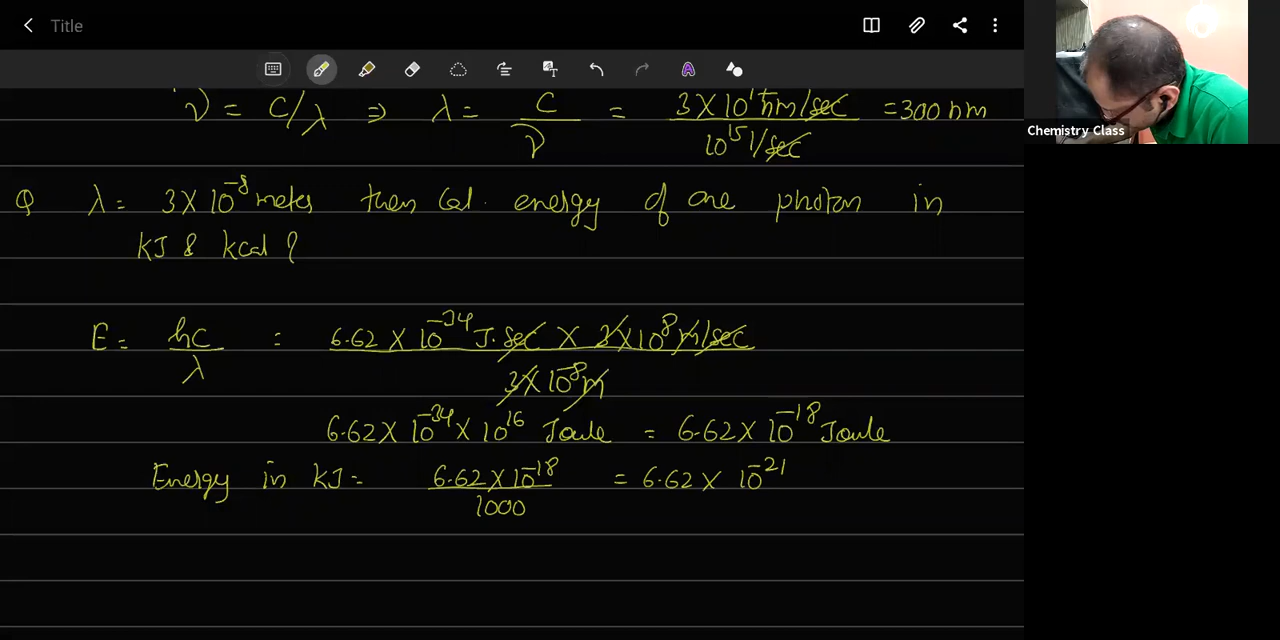 Title
ν = C/λ ⇒ λ = C/ν = 3 X 10¹⁷ nm/sec / 10¹⁵ 1/sec = 300 nm
Chemistry Class
Q λ = 3 X 10⁻⁸ meter then Cal. energy of one photon in
KJ & kcal ?
E = hc/λ = 6.62 X 10⁻³⁴ J. sec X 3 X 10⁸ m/sec / 3 X 10⁻⁸ m
6.62 X 10⁻³⁴ X 10¹⁶ Joule = 6.62 X 10⁻¹⁸ Joule
Energy in KJ = 6.62 X 10⁻¹⁸ / 1000 = 6.62 X 10⁻²¹